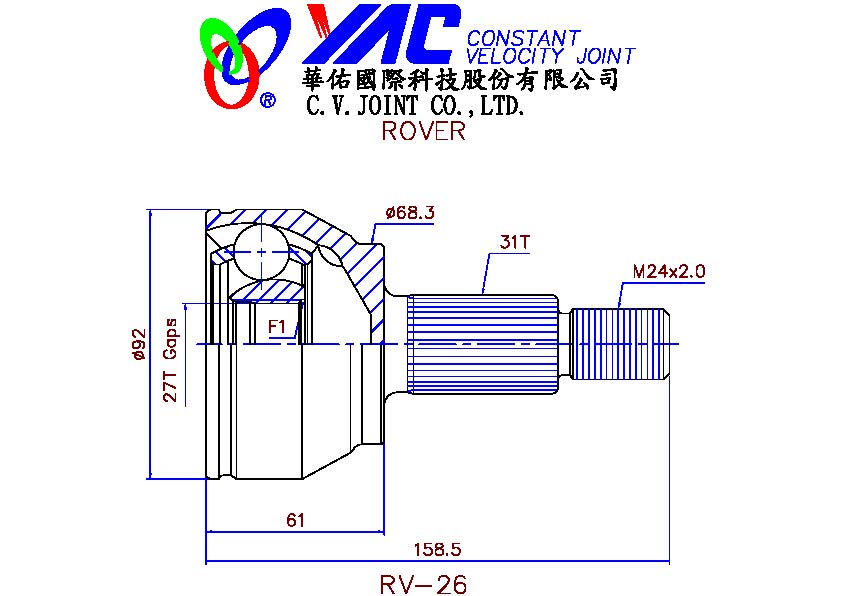 YAC CONSTANT
VELOCITY JOINT
®
華佑國際科技股份有限公司
C.V.JOINT CO.,LTD.
ROVER
ø68.3
31T
M24x2.0
F1
ø92
27T Gaps
61
158.5
RV-26